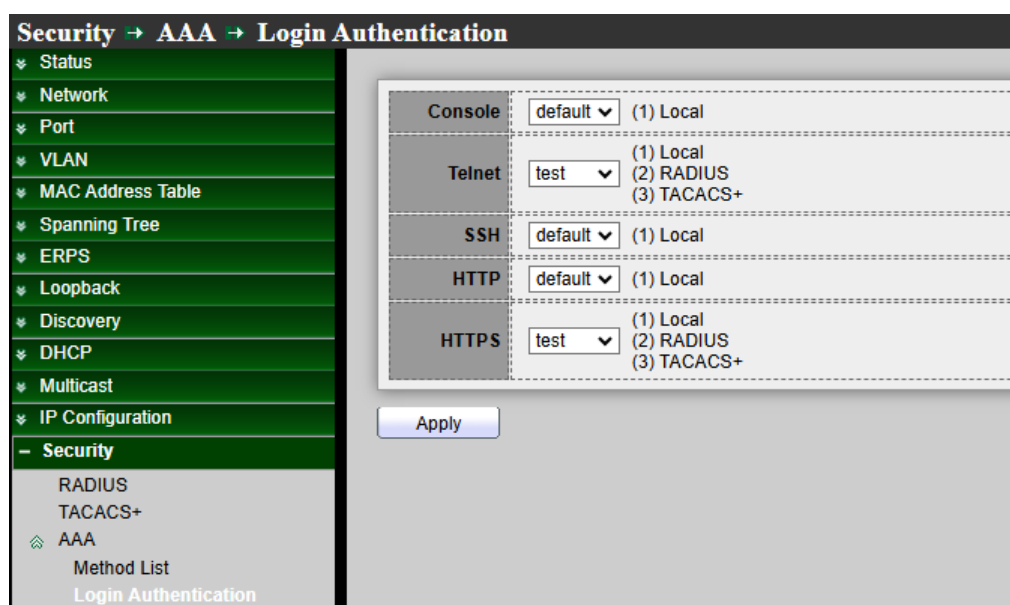 Security → AAA → Login Authentication
Status
Network
Port
VLAN
MAC Address Table
Spanning Tree
ERPS
Loopback
Discovery
DHCP
Multicast
IP Configuration
Security
RADIUS
TACACS+
AAA
Method List
Login Authentication
Console default (1) Local
Telnet test (1) Local
(2) RADIUS
(3) TACACS+
SSH default (1) Local
HTTP default (1) Local
HTTPS test (1) Local
(2) RADIUS
(3) TACACS+
Apply